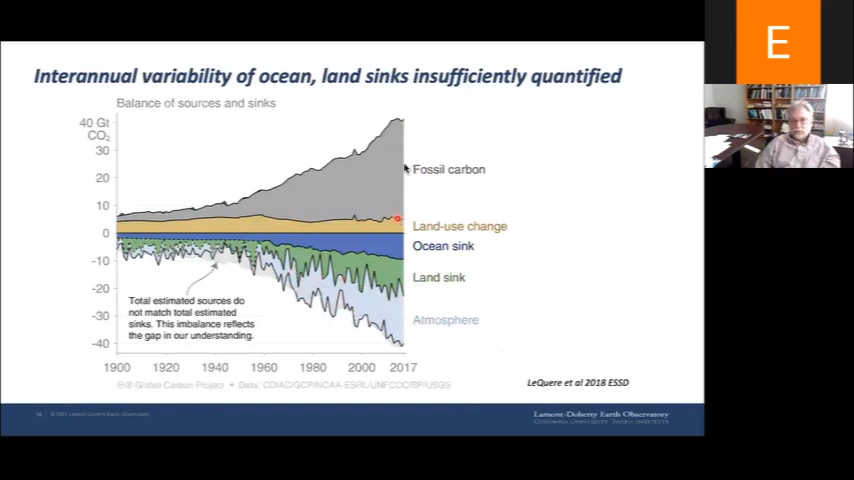 E
Interannual variability of ocean, land sinks insufficiently quantified
Balance of sources and sinks
40 Gt
CO₂
30
20
10
0
-10
-20
-30
-40
Fossil carbon
Land-use change
Ocean sink
Land sink
Atmosphere
Total estimated sources do
not match total estimated
sinks. This imbalance reflects
the gap in our understanding.
1900
1920
1940
1960
1980
2000
2017
Global Carbon Project • Data: CDIAC/GCP/NOAA-ESRL/UNFCCC/BP/USGS
LeQuere et al 2018 ESSD
Lamont-Doherty Earth Observatory
Columbia University | Earth Institute